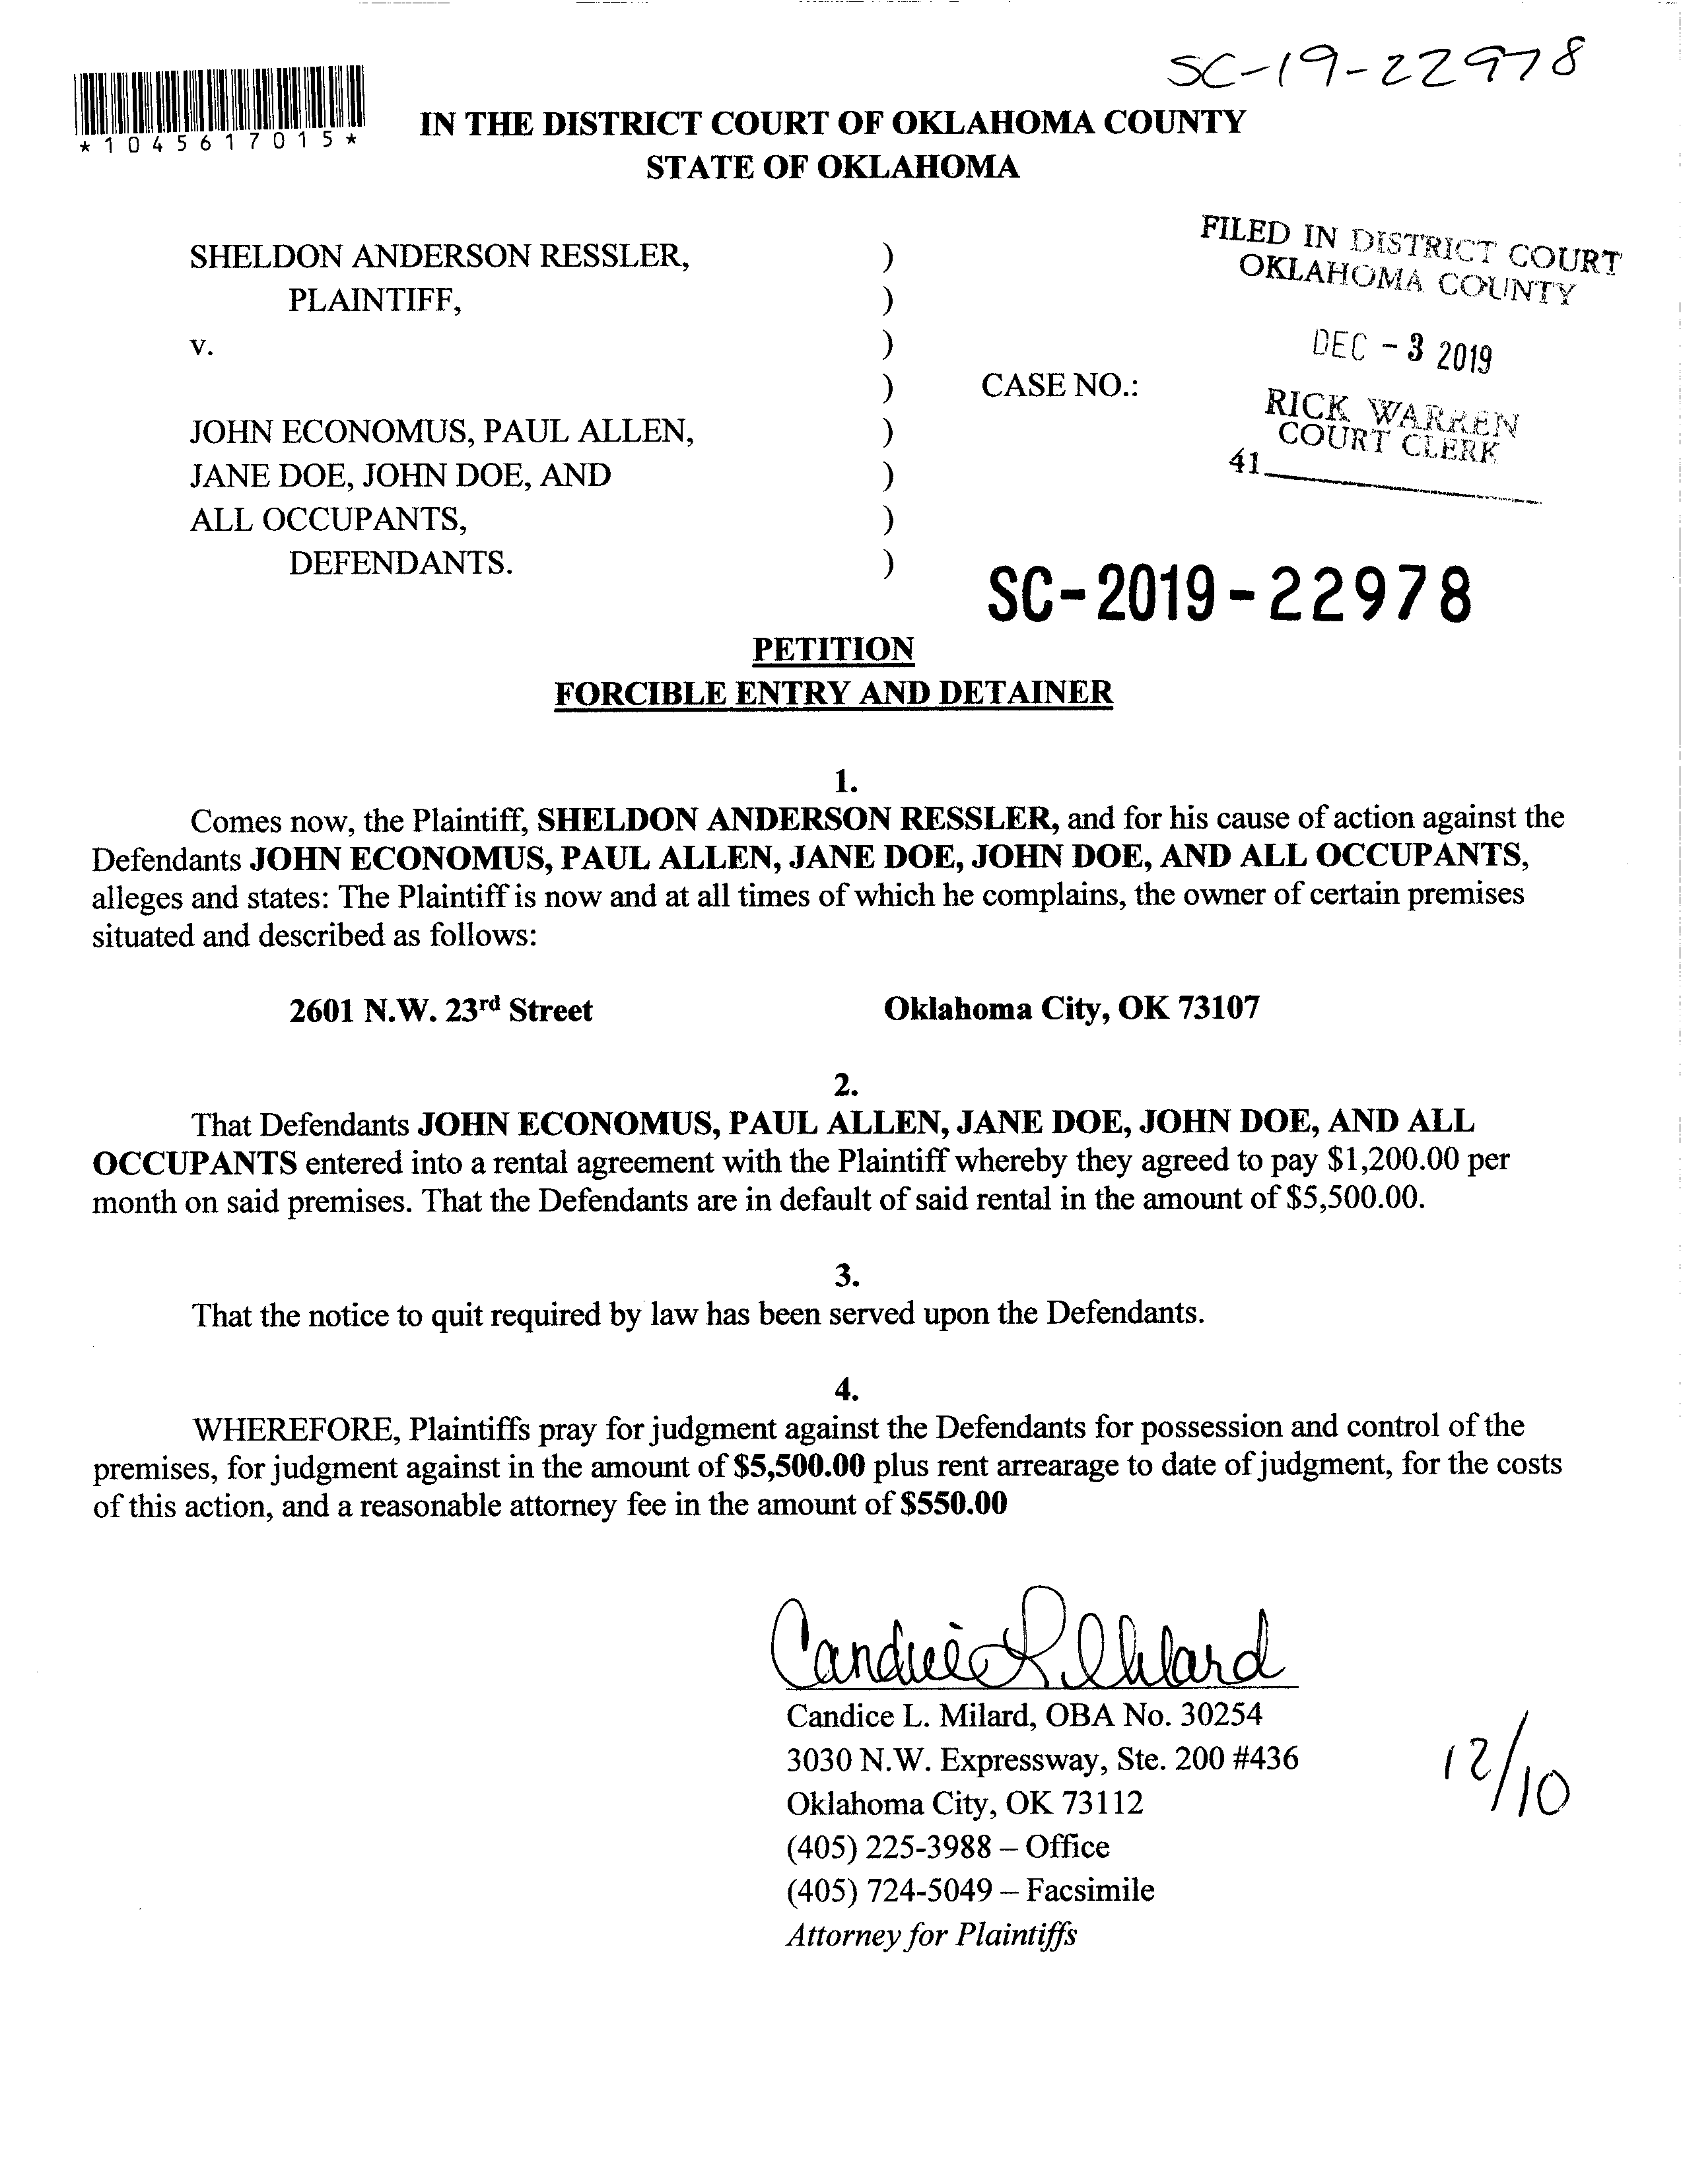 SC-19-22978
*1045617015*
IN THE DISTRICT COURT OF OKLAHOMA COUNTY
STATE OF OKLAHOMA
FILED IN DISTRICT COURT
OKLAHOMA COUNTY
DEC - 3 2019
RICK WARREN
COURT CLERK
41
SHELDON ANDERSON RESSLER, )
PLAINTIFF, )
v. )
) CASE NO.:
JOHN ECONOMUS, PAUL ALLEN, )
JANE DOE, JOHN DOE, AND )
ALL OCCUPANTS, )
DEFENDANTS. )
SC-2019-22978
PETITION
FORCIBLE ENTRY AND DETAINER
1.
Comes now, the Plaintiff, SHELDON ANDERSON RESSLER, and for his cause of action against the
Defendants JOHN ECONOMUS, PAUL ALLEN, JANE DOE, JOHN DOE, AND ALL OCCUPANTS,
alleges and states: The Plaintiff is now and at all times of which he complains, the owner of certain premises
situated and described as follows:
2601 N.W. 23rd Street Oklahoma City, OK 73107
2.
That Defendants JOHN ECONOMUS, PAUL ALLEN, JANE DOE, JOHN DOE, AND ALL
OCCUPANTS entered into a rental agreement with the Plaintiff whereby they agreed to pay $1,200.00 per
month on said premises. That the Defendants are in default of said rental in the amount of $5,500.00.
3.
That the notice to quit required by law has been served upon the Defendants.
4.
WHEREFORE, Plaintiffs pray for judgment against the Defendants for possession and control of the
premises, for judgment against in the amount of $5,500.00 plus rent arrearage to date of judgment, for the costs
of this action, and a reasonable attorney fee in the amount of $550.00
Candice L. Milard
Candice L. Milard, OBA No. 30254
3030 N.W. Expressway, Ste. 200 #436
Oklahoma City, OK 73112
(405) 225-3988 – Office
(405) 724-5049 – Facsimile
Attorney for Plaintiffs
12/10